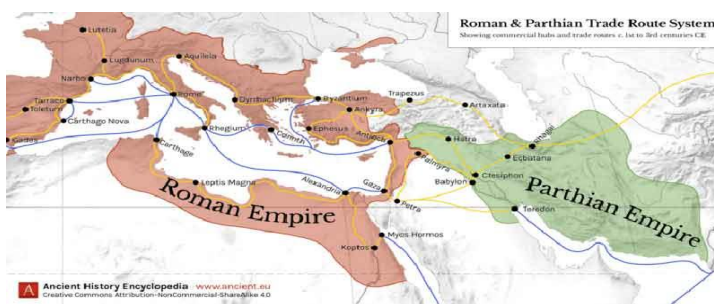 Roman & Parthian Trade Route System
Showing commercial hubs and trade routes c. 1st to 3rd centuries CE
Lutetia
Lugdunum
Aquileia
Narbo
Tarraco
Toletum
Rome
Dyrrhachium
Byzantium
Ankyra
Trapezus
Artaxata
Carthago Nova
Gades
Rhegium
Corinth
Ephesus
Antioch
Hatra
Rhagae
Ecbatana
Carthage
Palmyra
Ctesiphon
Leptis Magna
Alexandria
Gaza
Babylon
Parthian Empire
Roman Empire
Petra
Teredon
Myos Hormos
Koptos
Ancient History Encyclopedia www.ancient.eu
Creative Commons Attribution-NonCommercial-ShareAlike 4.0